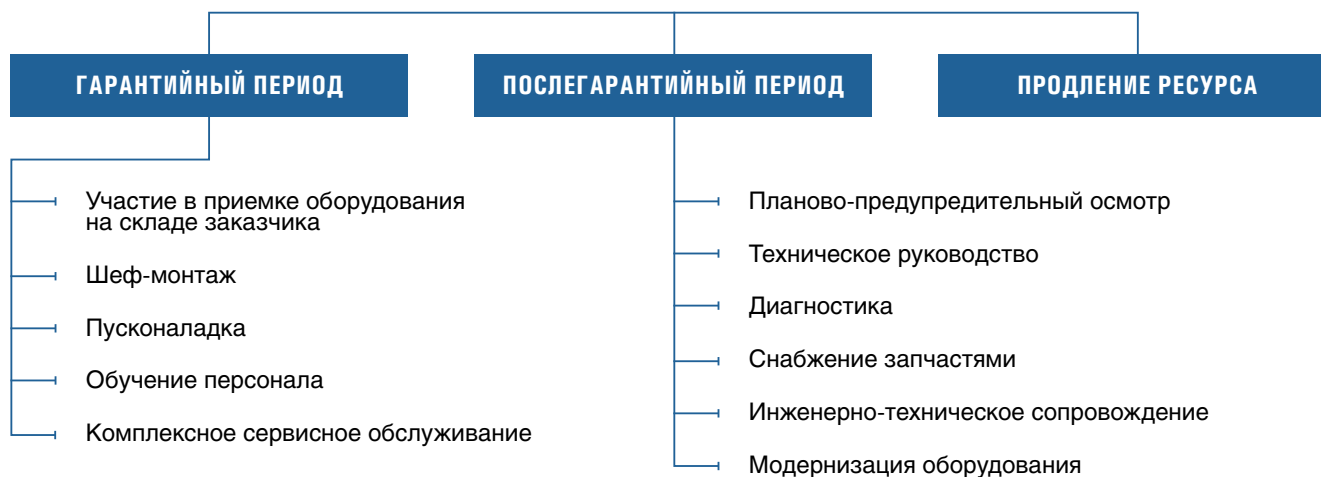 ГАРАНТИЙНЫЙ ПЕРИОД
ПОСЛЕГАРАНТИЙНЫЙ ПЕРИОД
ПРОДЛЕНИЕ РЕСУРСА
Участие в приемке оборудования
на складе заказчика
Шеф-монтаж
Пусконаладка
Обучение персонала
Комплексное сервисное обслуживание
Планово-предупредительный осмотр
Техническое руководство
Диагностика
Снабжение запчастями
Инженерно-техническое сопровождение
Модернизация оборудования